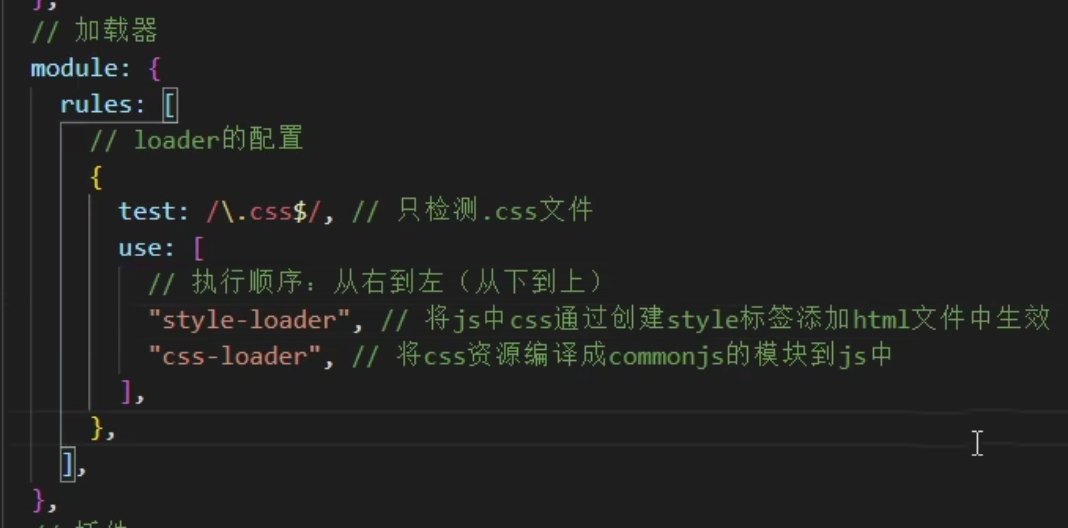 },
// 加载器
module: {
rules: [
// loader的配置
{
test: /\.css$/, // 只检测.css文件
use: [
// 执行顺序：从右到左（从下到上）
"style-loader", // 将js中css通过创建style标签添加html文件中生效
"css-loader", // 将css资源编译成commonjs的模块到js中
],
},
],
},
// 插件